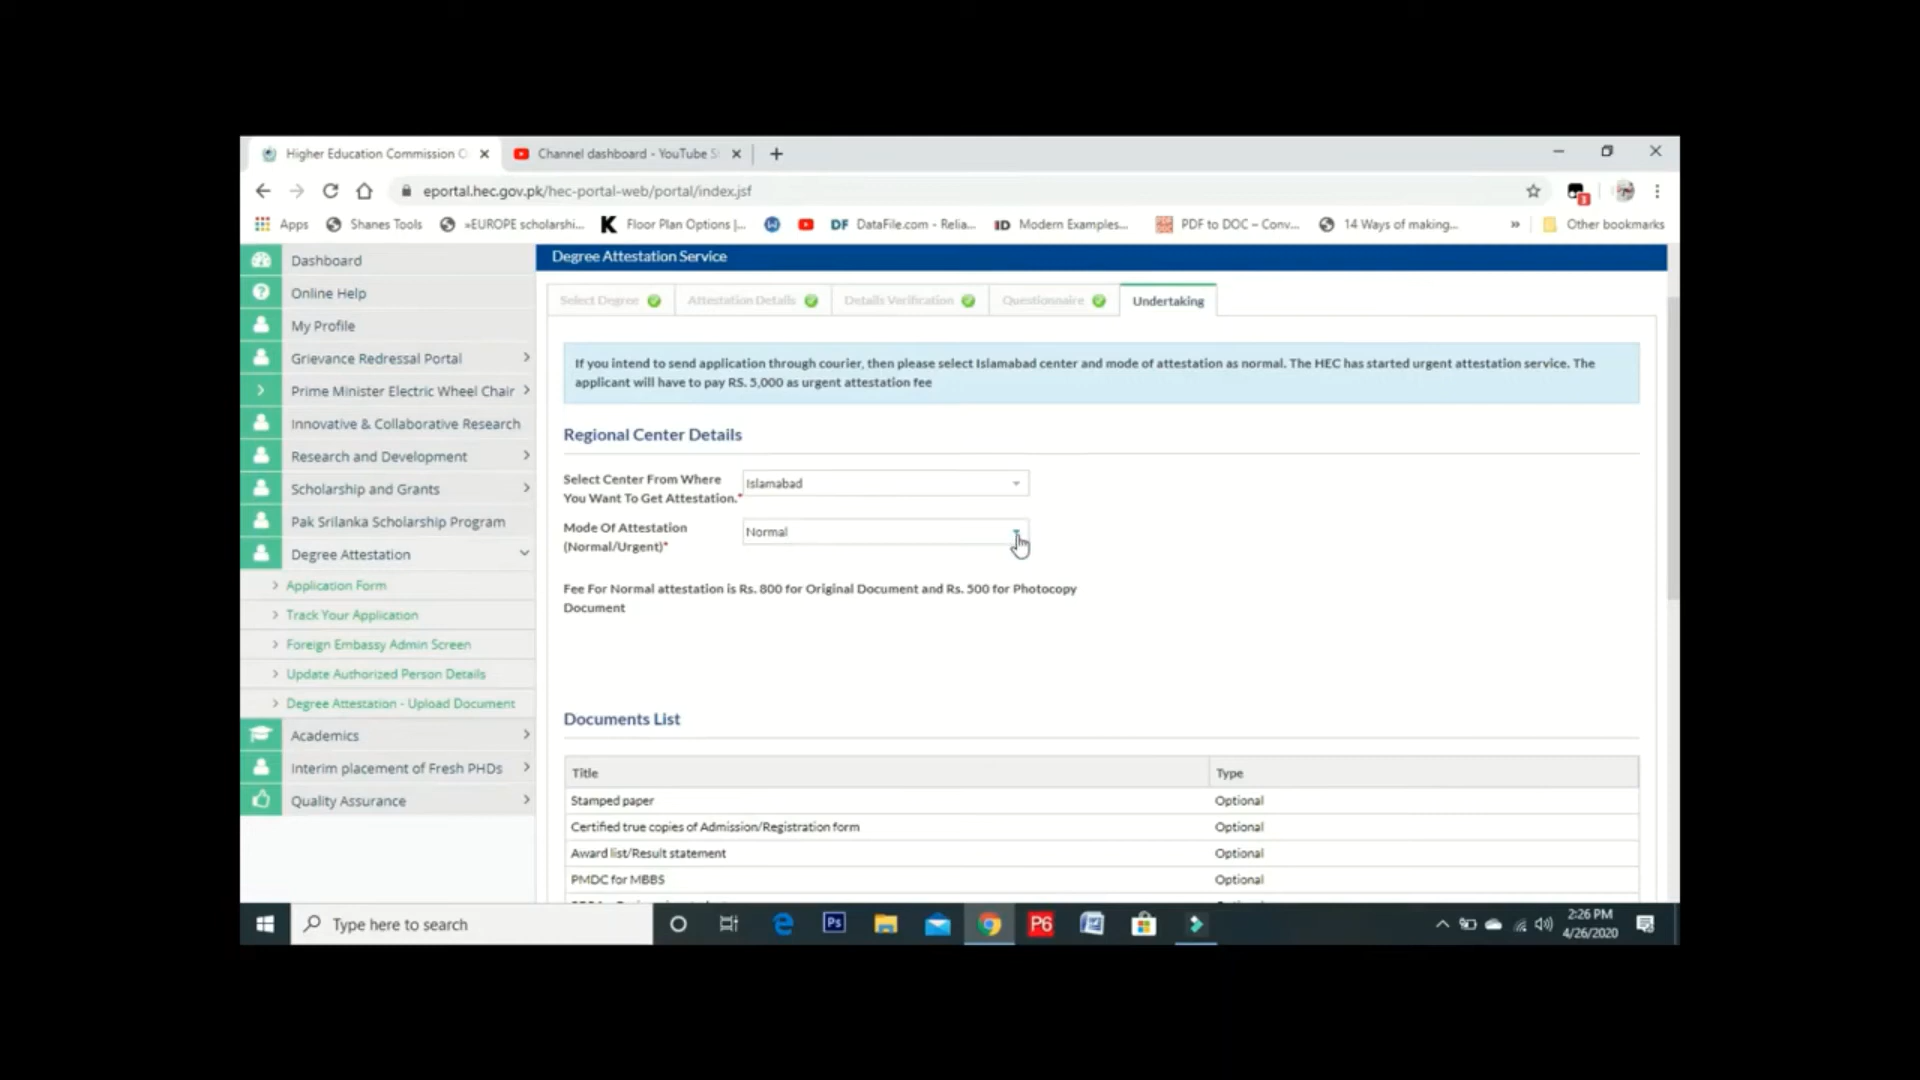 Higher Education Commission O
Channel dashboard - YouTube S
eportal.hec.gov.pk/hec-portal-web/portal/index.jsf
Apps
Shanes Tools
»EUROPE scholarshi...
K Floor Plan Options |...
DF DataFile.com - Relia...
ID Modern Examples...
PDF to DOC – Conv...
14 Ways of making...
»
Other bookmarks
Dashboard
Online Help
My Profile
Grievance Redressal Portal
Prime Minister Electric Wheel Chair
Innovative & Collaborative Research
Research and Development
Scholarship and Grants
Pak Srilanka Scholarship Program
Degree Attestation
Application Form
Track Your Application
Foreign Embassy Admin Screen
Update Authorized Person Details
Degree Attestation - Upload Document
Academics
Interim placement of Fresh PHDs
Quality Assurance
Degree Attestation Service
Select Degree
Attestation Details
Details Verification
Questionnaire
Undertaking
If you intend to send application through courier, then please select Islamabad center and mode of attestation as normal. The HEC has started urgent attestation service. The
applicant will have to pay RS. 5,000 as urgent attestation fee
Regional Center Details
Select Center From Where
You Want To Get Attestation.*
Islamabad
Mode Of Attestation
(Normal/Urgent)*
Normal
Fee For Normal attestation is Rs. 800 for Original Document and Rs. 500 for Photocopy
Document
Documents List
Title Type
Stamped paper Optional
Certified true copies of Admission/Registration form Optional
Award list/Result statement Optional
PMDC for MBBS Optional
Type here to search
Ps
P6
2:26 PM
4/26/2020